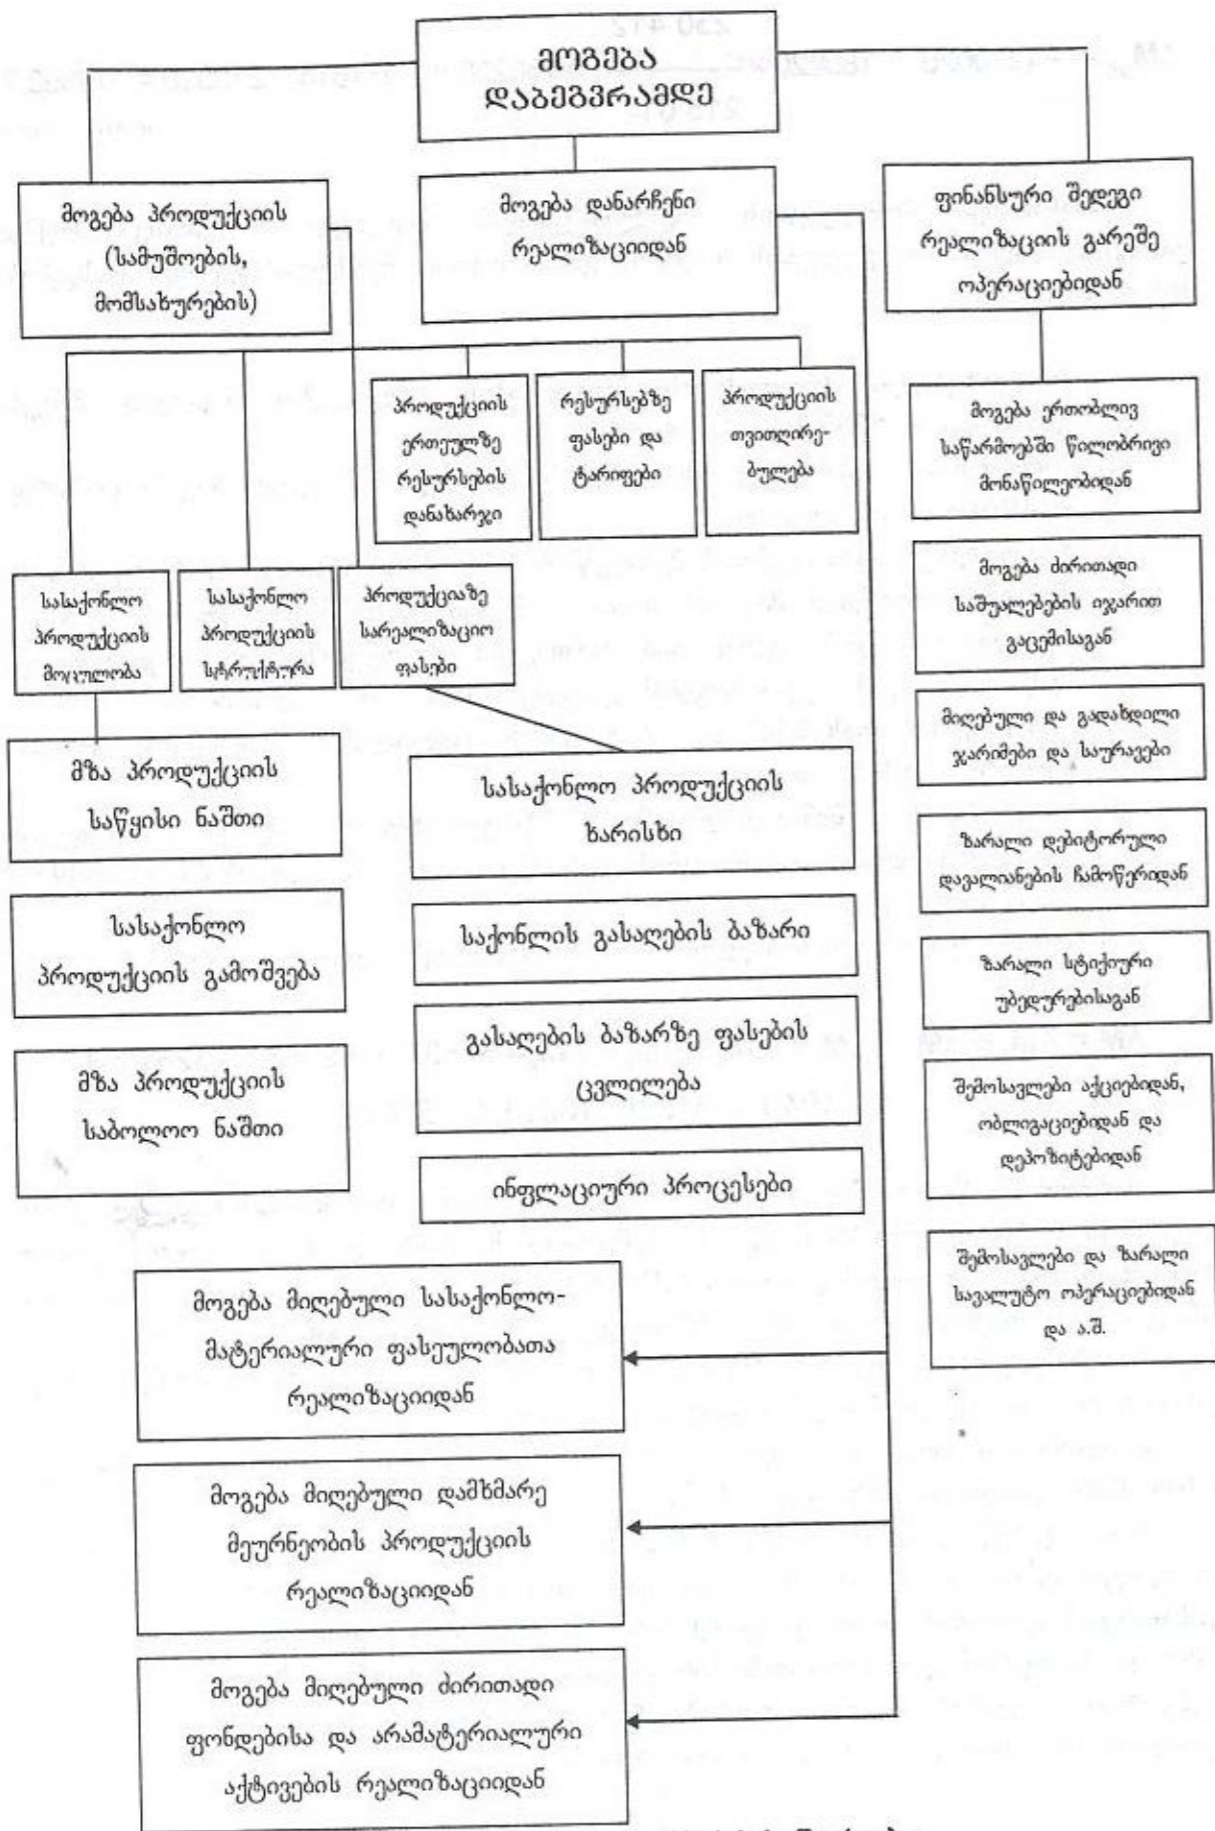 მოგება
დაბეგვრამდე
მოგება პროდუქციის
(სამუშოების,
მომსახურების)
მოგება დანარჩენი
რეალიზაციიდან
ფინანსური შედეგი
რეალიზაციის გარეშე
ოპერაციებიდან
პროდუქციის
ერთეულზე
რესურსების
დანახარჯი
რესურსებზე
ფასები და
ტარიფები
პროდუქციის
თვითღირე-
ბულება
სასაქონლო
პროდუქციის
მოცულობა
სასაქონლო
პროდუქციის
სტრუქტურა
პროდუქციაზე
სარეალიზაციო
ფასები
მზა პროდუქციის
საწყისი ნაშთი
სასაქონლო
პროდუქციის გამოშვება
მზა პროდუქციის
საბოლოო ნაშთი
სასაქონლო პროდუქციის
ხარისხი
საქონლის გასაღების ბაზარი
გასაღების ბაზარზე ფასების
ცვლილება
ინფლაციური პროცესები
მოგება ერთობლივ
საწარმოებში წილობრივი
მონაწილეობიდან
მოგება ძირითადი
საშუალებების იჯარით
გაცემისაგან
მიღებული და გადახდილი
ჯარიმები და საურავები
ზარალი დებიტორული
დავალიანების ჩამოწერიდან
ზარალი სტიქიური
უბედურებისაგან
შემოსავლები აქციებიდან,
ობლიგაციებიდან და
დეპოზიტებიდან
შემოსავლები და ზარალი
სავალუტო ოპერაციებიდან
და ა.შ.
მოგება მიღებული სასაქონლო-
მატერიალური ფასეულობათა
რეალიზაციიდან
მოგება მიღებული დამხმარე
მეურნეობის პროდუქციის
რეალიზაციიდან
მოგება მიღებული ძირითადი
ფონდებისა და არამატერიალური
აქტივების რეალიზაციიდან